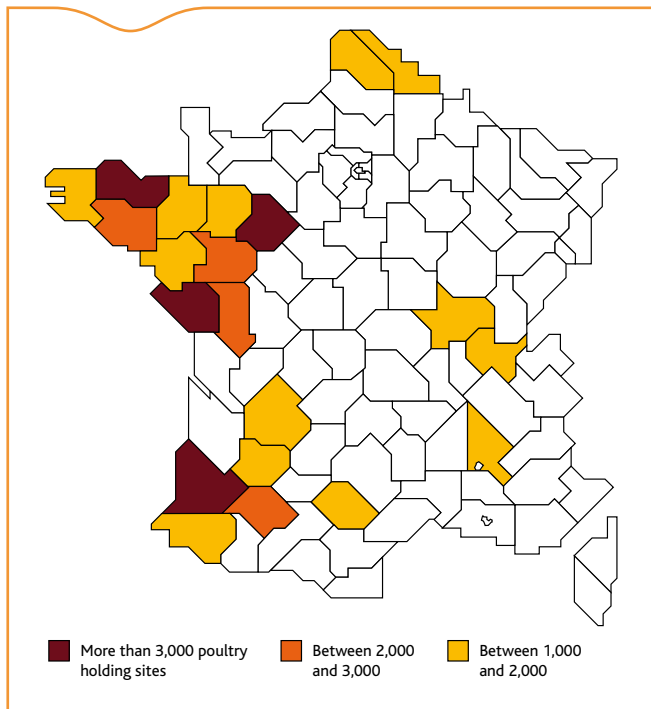 More than 3,000 poultry
holding sites
Between 2,000
and 3,000
Between 1,000
and 2,000